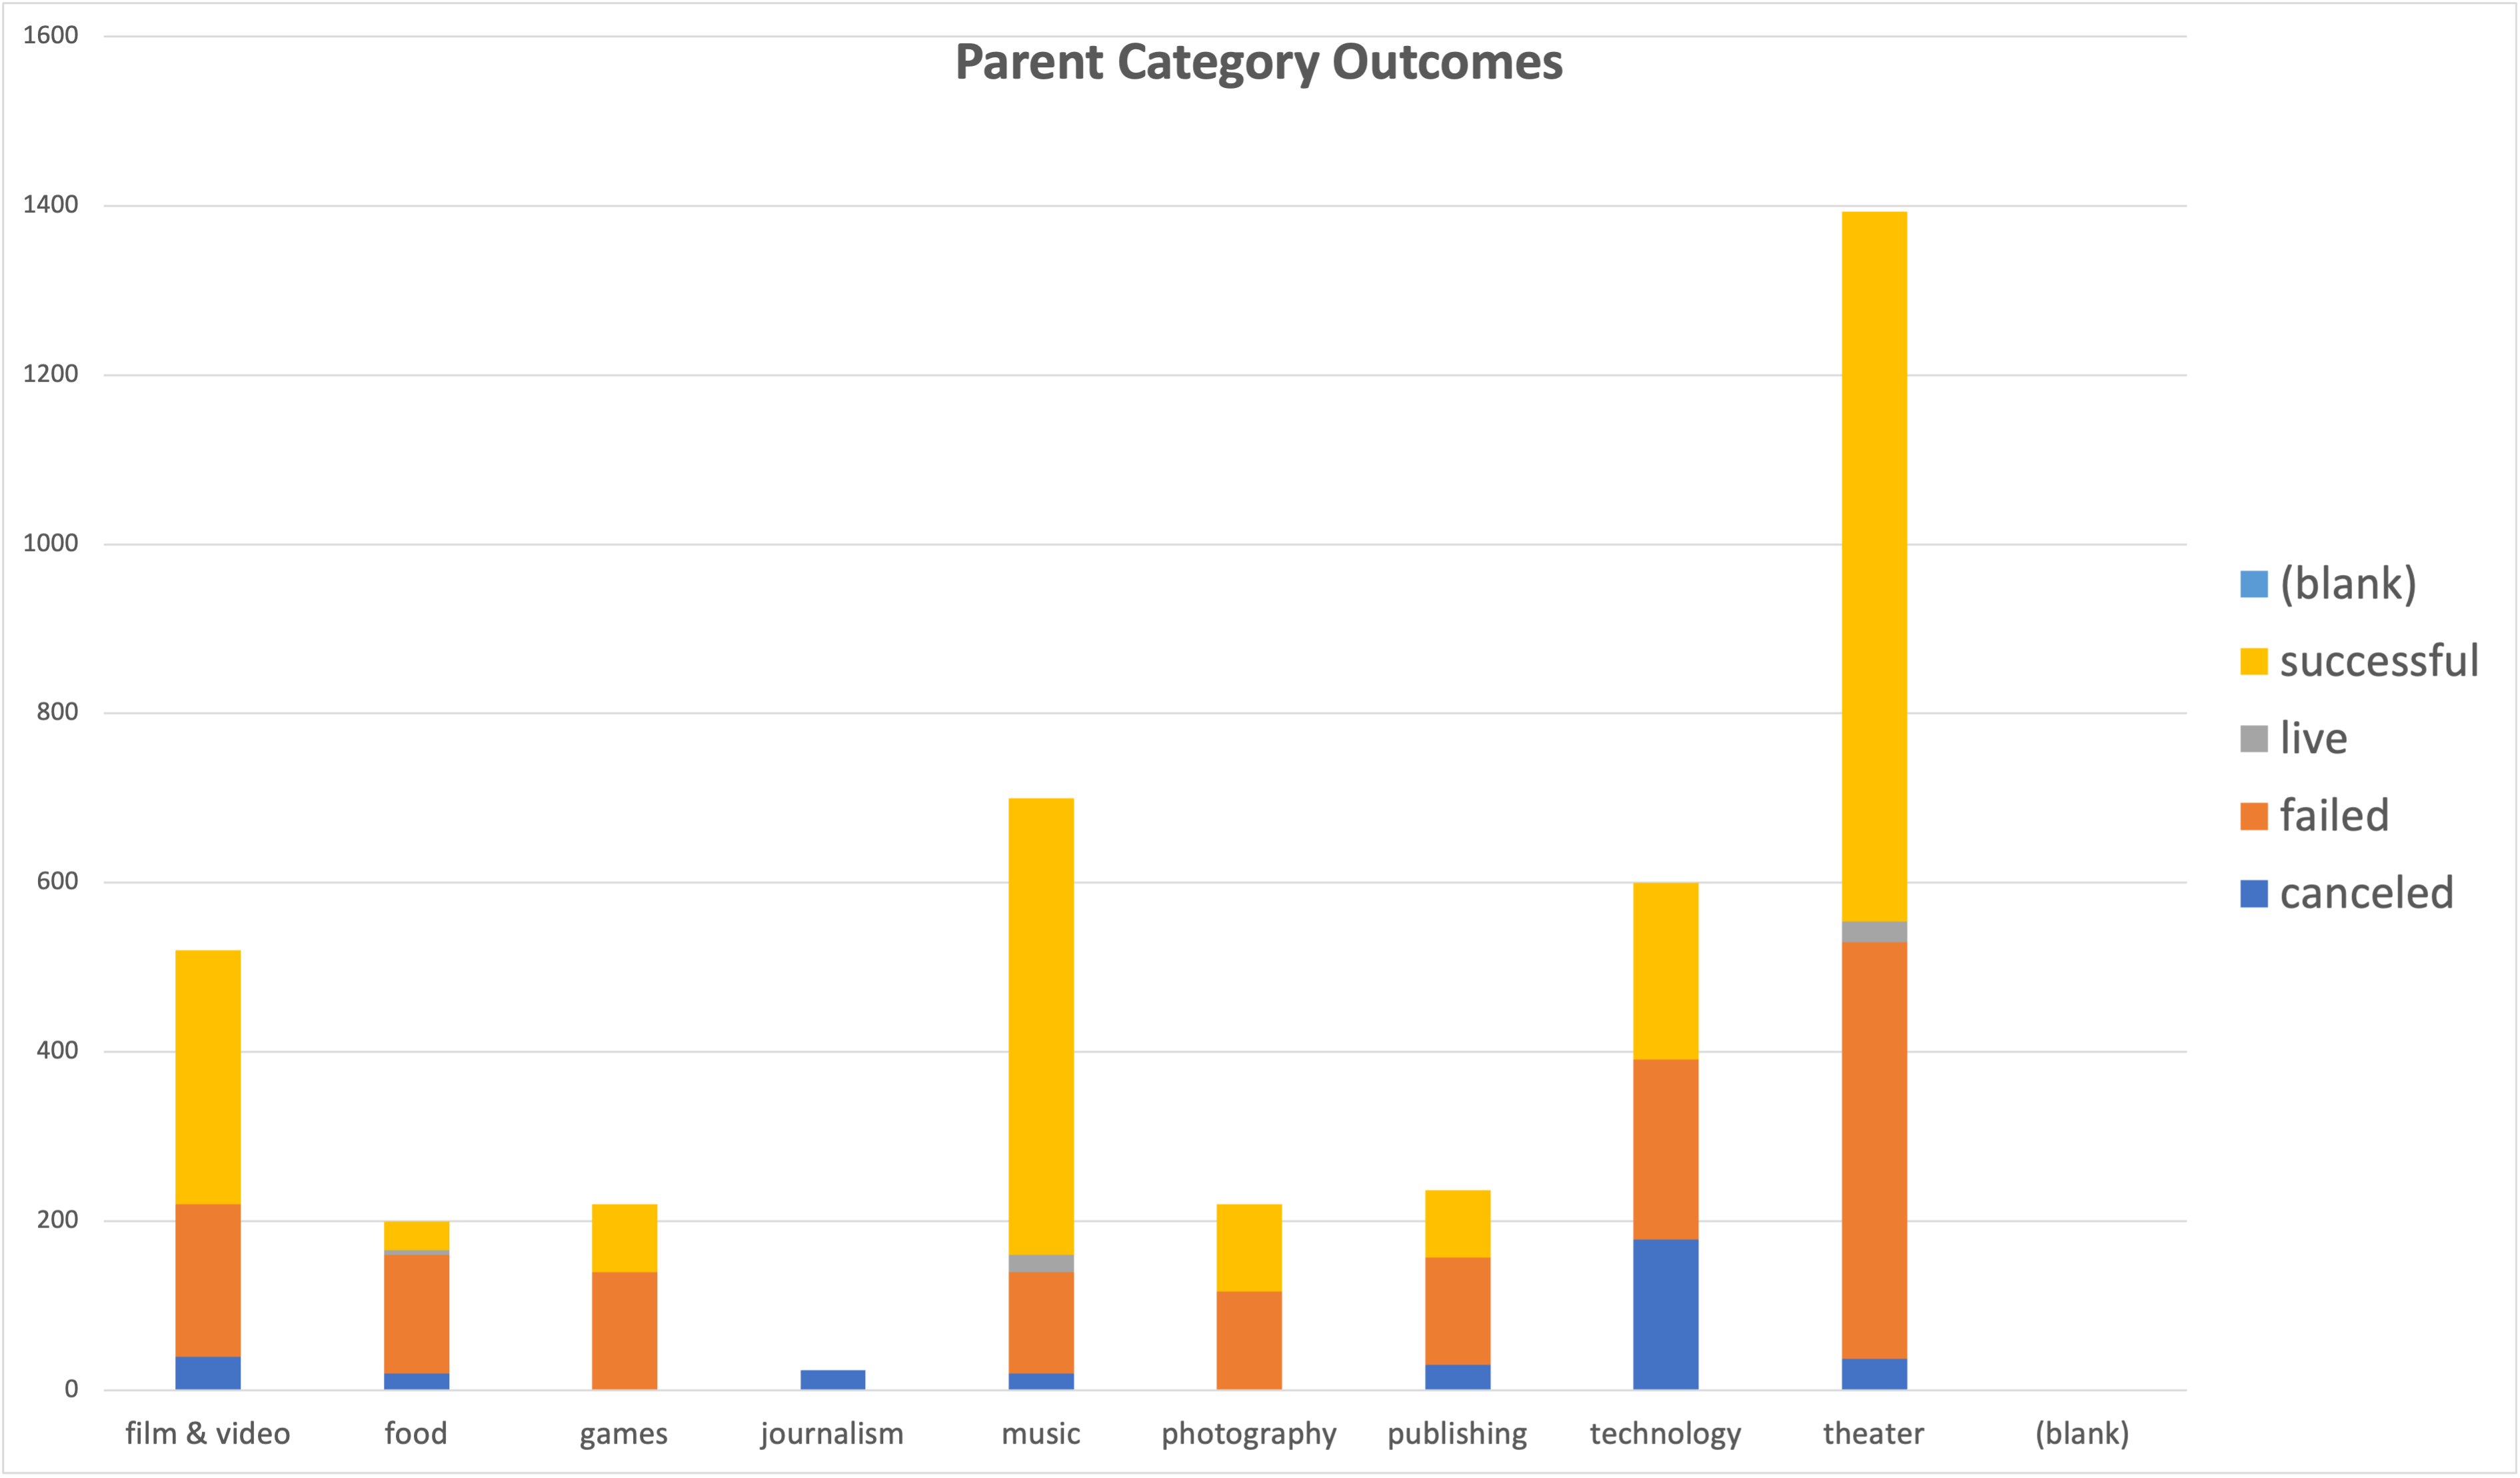 Parent Category Outcomes
1600
1400
1200
1000
800
600
400
200
0
film & video food games journalism music photography publishing technology theater (blank)
(blank)
successful
live
failed
canceled